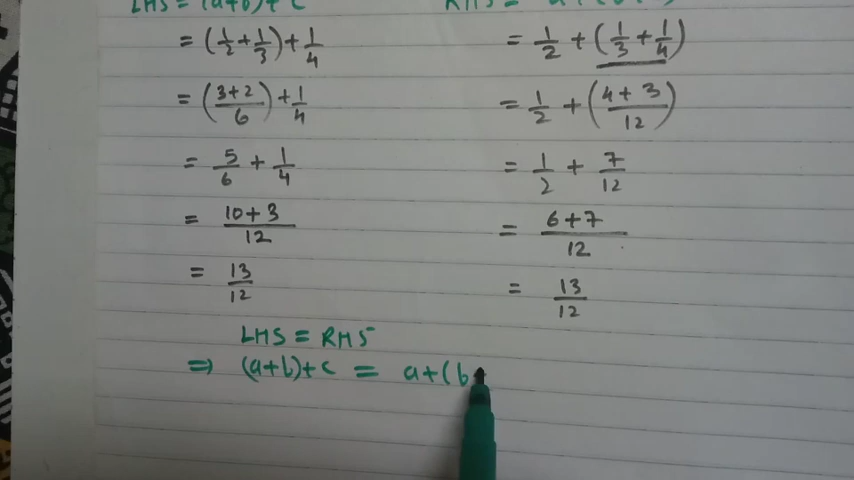 LHS = (a+b)+c
= (1/2 + 1/3) + 1/4
= (3+2/6) + 1/4
= 5/6 + 1/4
= 10+3/12
= 13/12
RHS =
= 1/2 + (1/3 + 1/4)
= 1/2 + (4+3/12)
= 1/2 + 7/12
= 6+7/12
= 13/12
LHS = RHS
⇒ (a+b)+c = a+(b